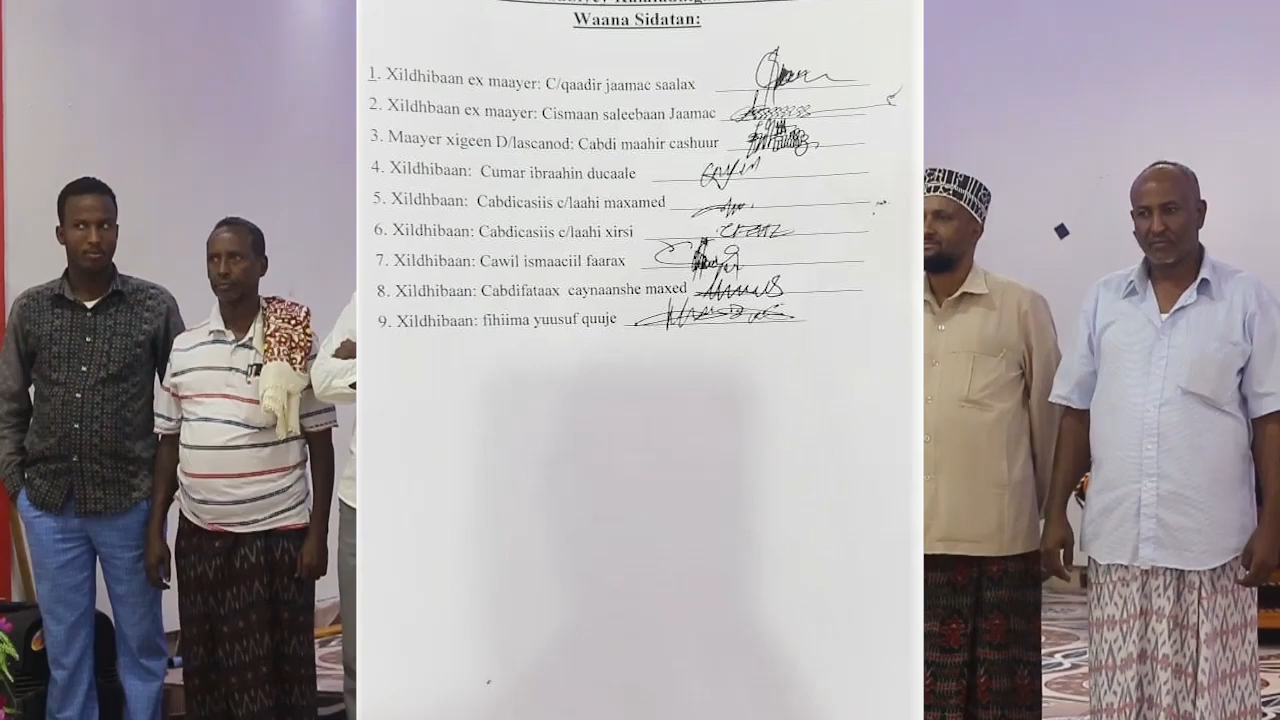 Waana Sidatan:
1. Xildhibaan ex maayer: C/qaadir jaamac saalax
2. Xildhbaan ex maayer: Cismaan saleebaan Jaamac
3. Maayer xigeen D/lascanod: Cabdi maahir cashuur
4. Xildhibaan: Cumar ibraahin ducaale
5. Xildhbaan: Cabdicasiis c/laahi maxamed
6. Xildhibaan: Cabdicasiis c/laahi xirsi
7. Xildhibaan: Cawil ismaaciil faarax
8. Xildhibaan: Cabdifataax caynaanshe maxed
9. Xildhibaan: fihiima yuusuf quuje